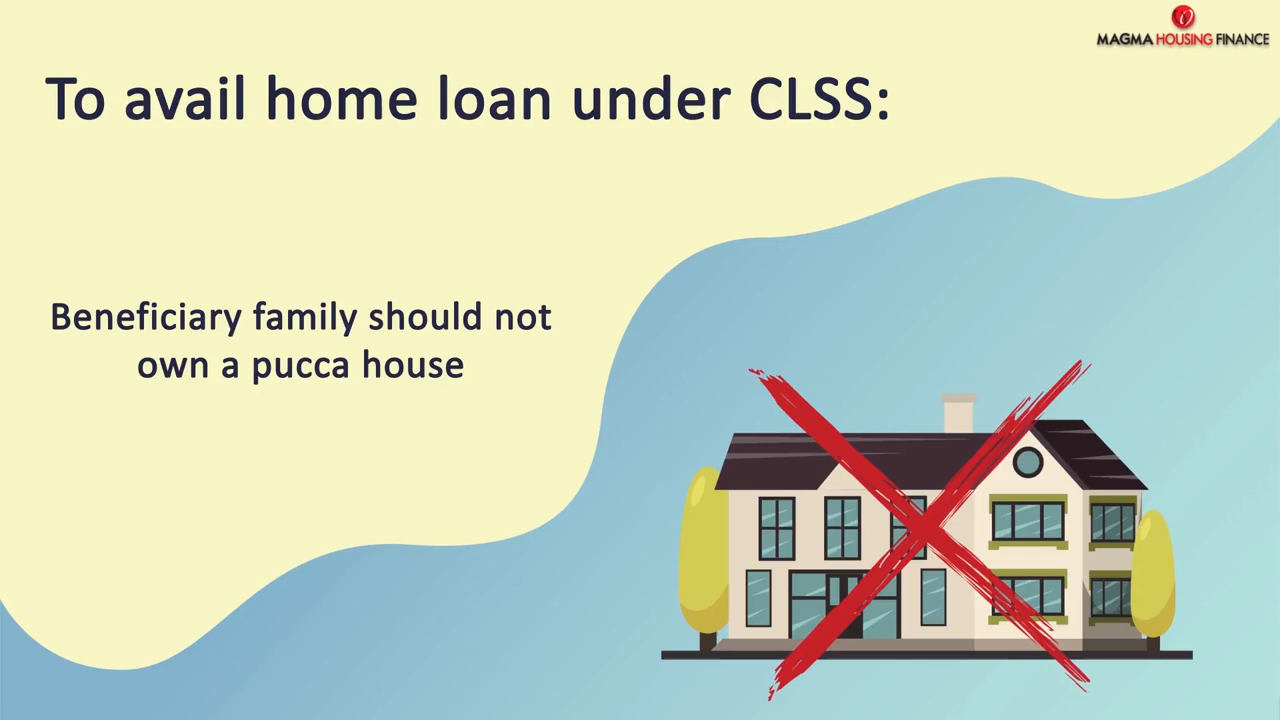 MAGMA HOUSING FINANCE
To avail home loan under CLSS:
Beneficiary family should not
own a pucca house